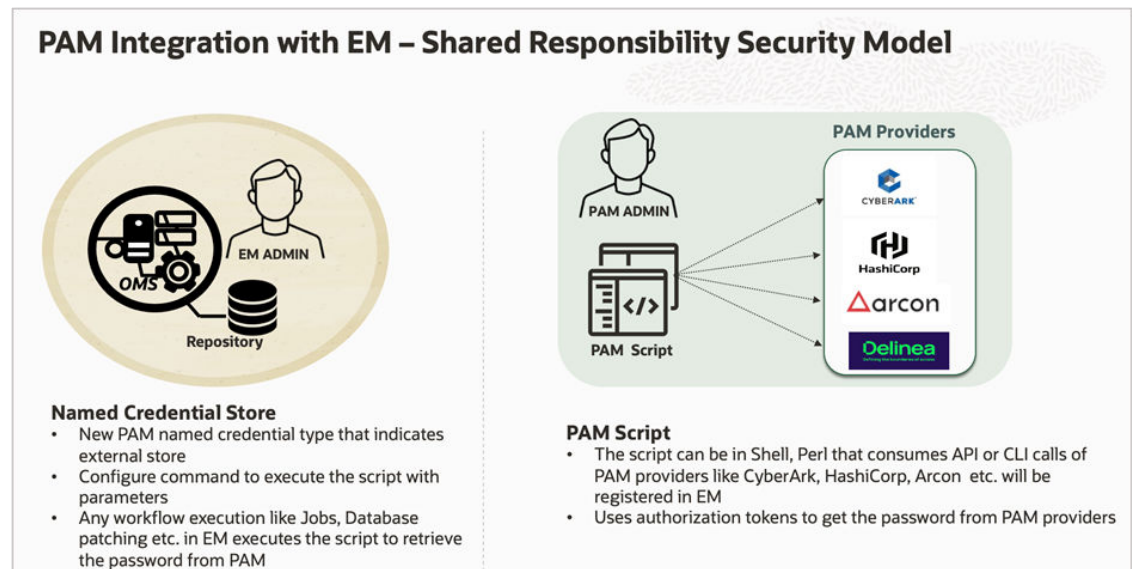 PAM Integration with EM – Shared Responsibility Security Model
OMS
EM ADMIN
Repository
Named Credential Store
• New PAM named credential type that indicates
external store
• Configure command to execute the script with
parameters
• Any workflow execution like Jobs, Database
patching etc. in EM executes the script to retrieve
the password from PAM
PAM ADMIN
PAM Script
PAM Providers
CYBERARK
HashiCorp
arcon
Delinea
Defining the boundaries of access
PAM Script
• The script can be in Shell, Perl that consumes API or CLI calls of
PAM providers like CyberArk, HashiCorp, Arcon etc. will be
registered in EM
• Uses authorization tokens to get the password from PAM providers